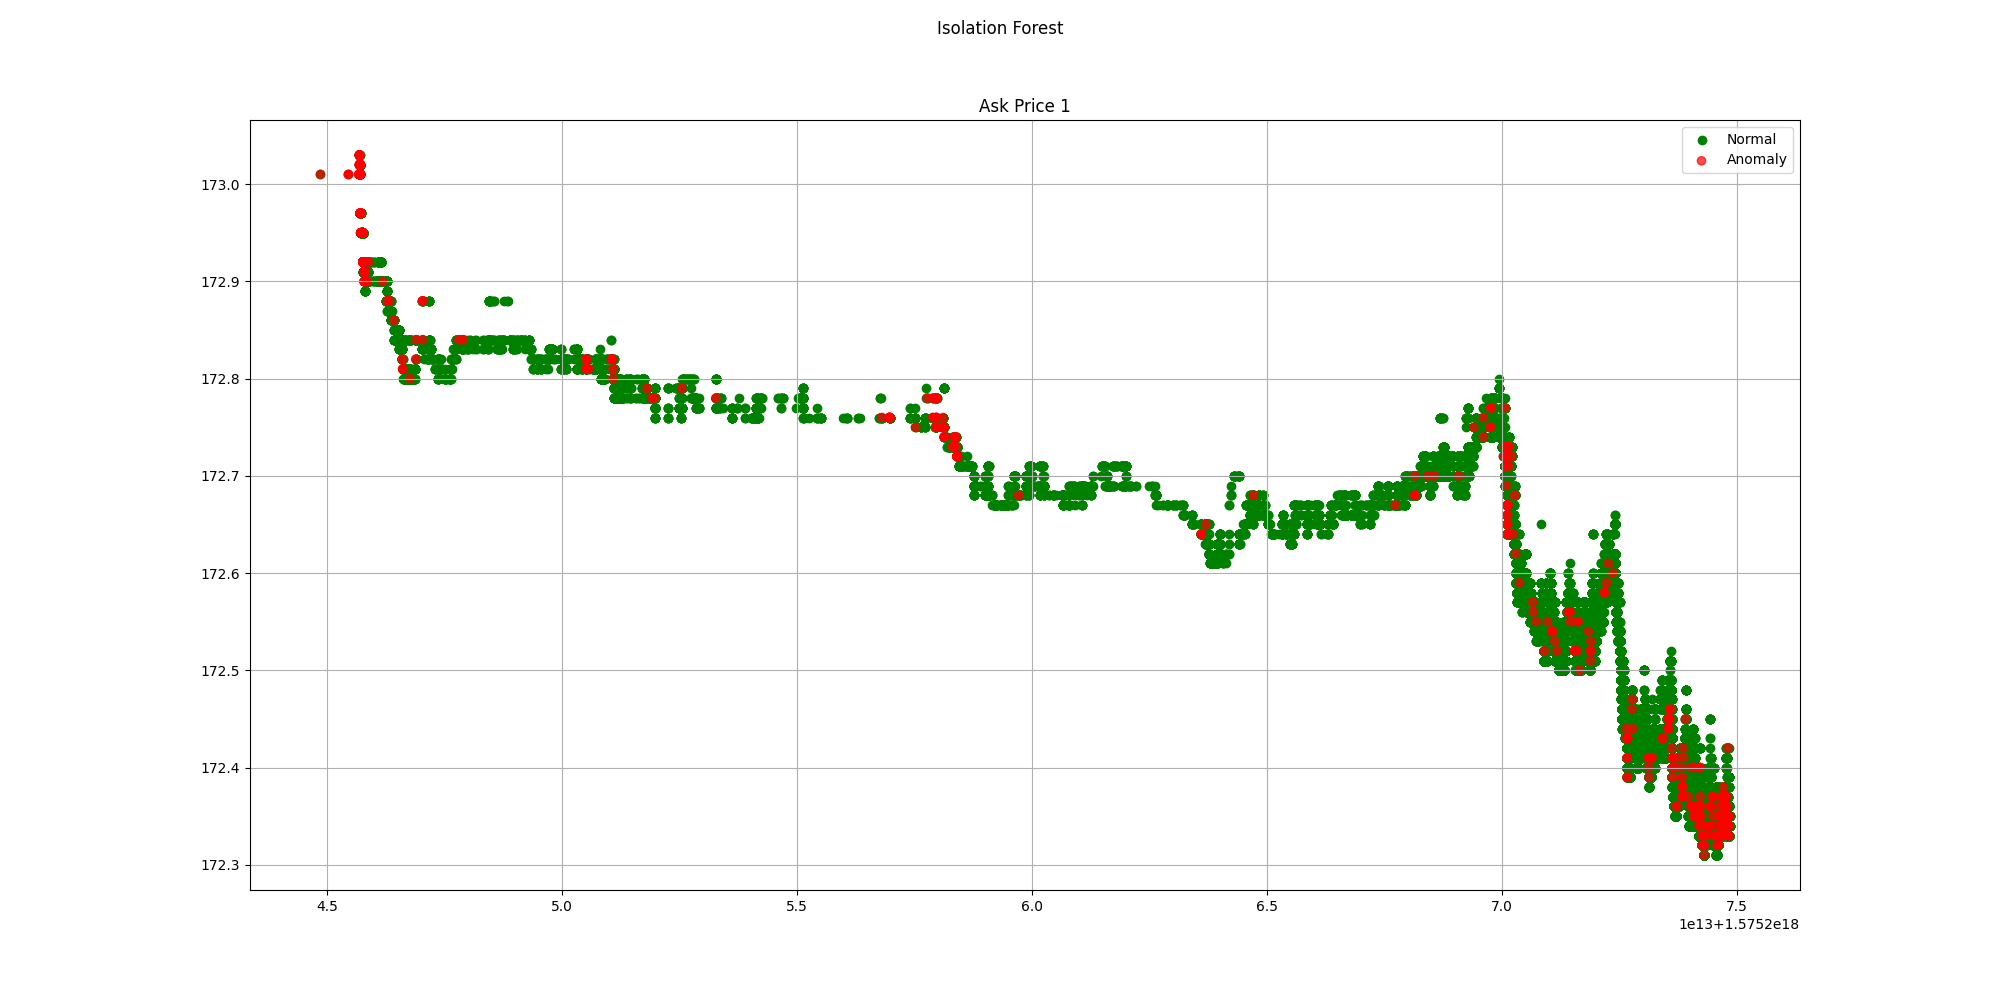 Isolation Forest
Ask Price 1
Normal
Anomaly
173.0
172.9
172.8
172.7
172.6
172.5
172.4
172.3
4.5 5.0 5.5 6.0 6.5 7.0 7.5
1e13+1.5752e18